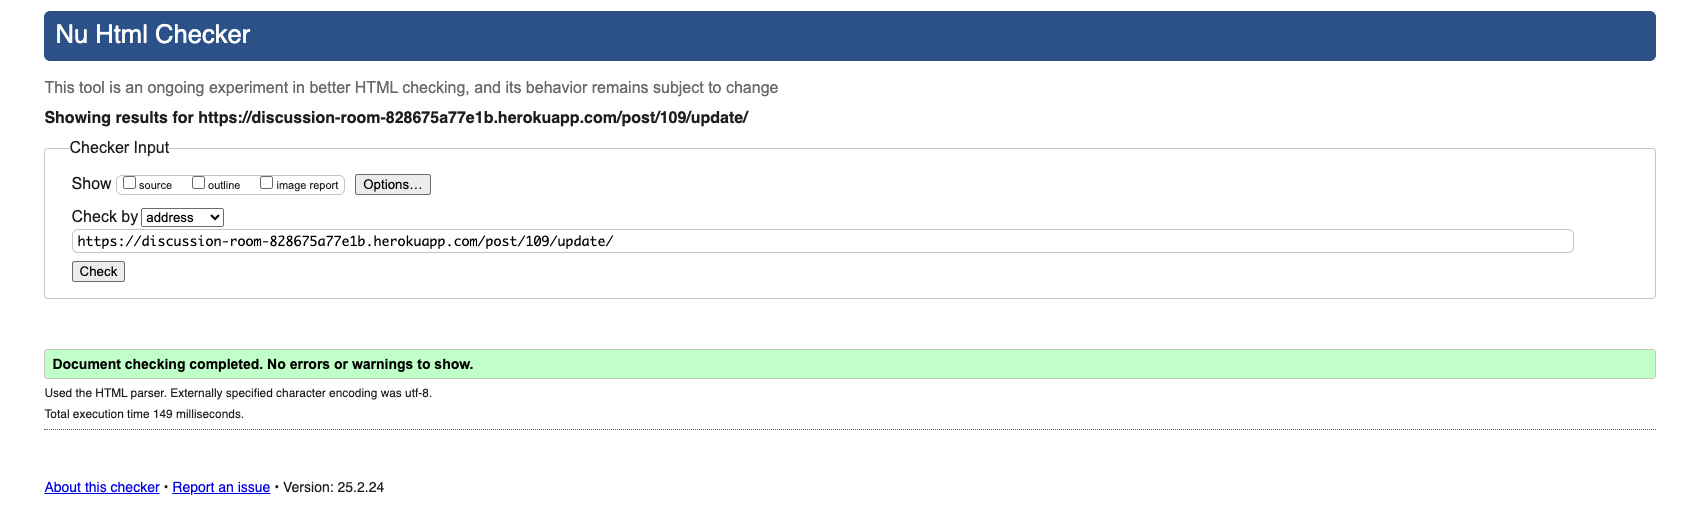 Nu Html Checker
This tool is an ongoing experiment in better HTML checking, and its behavior remains subject to change
Showing results for https://discussion-room-828675a77e1b.herokuapp.com/post/109/update/
Checker Input
Show source outline image report Options...
Check by address
https://discussion-room-828675a77e1b.herokuapp.com/post/109/update/
Check
Document checking completed. No errors or warnings to show.
Used the HTML parser. Externally specified character encoding was utf-8.
Total execution time 149 milliseconds.
About this checker • Report an issue • Version: 25.2.24